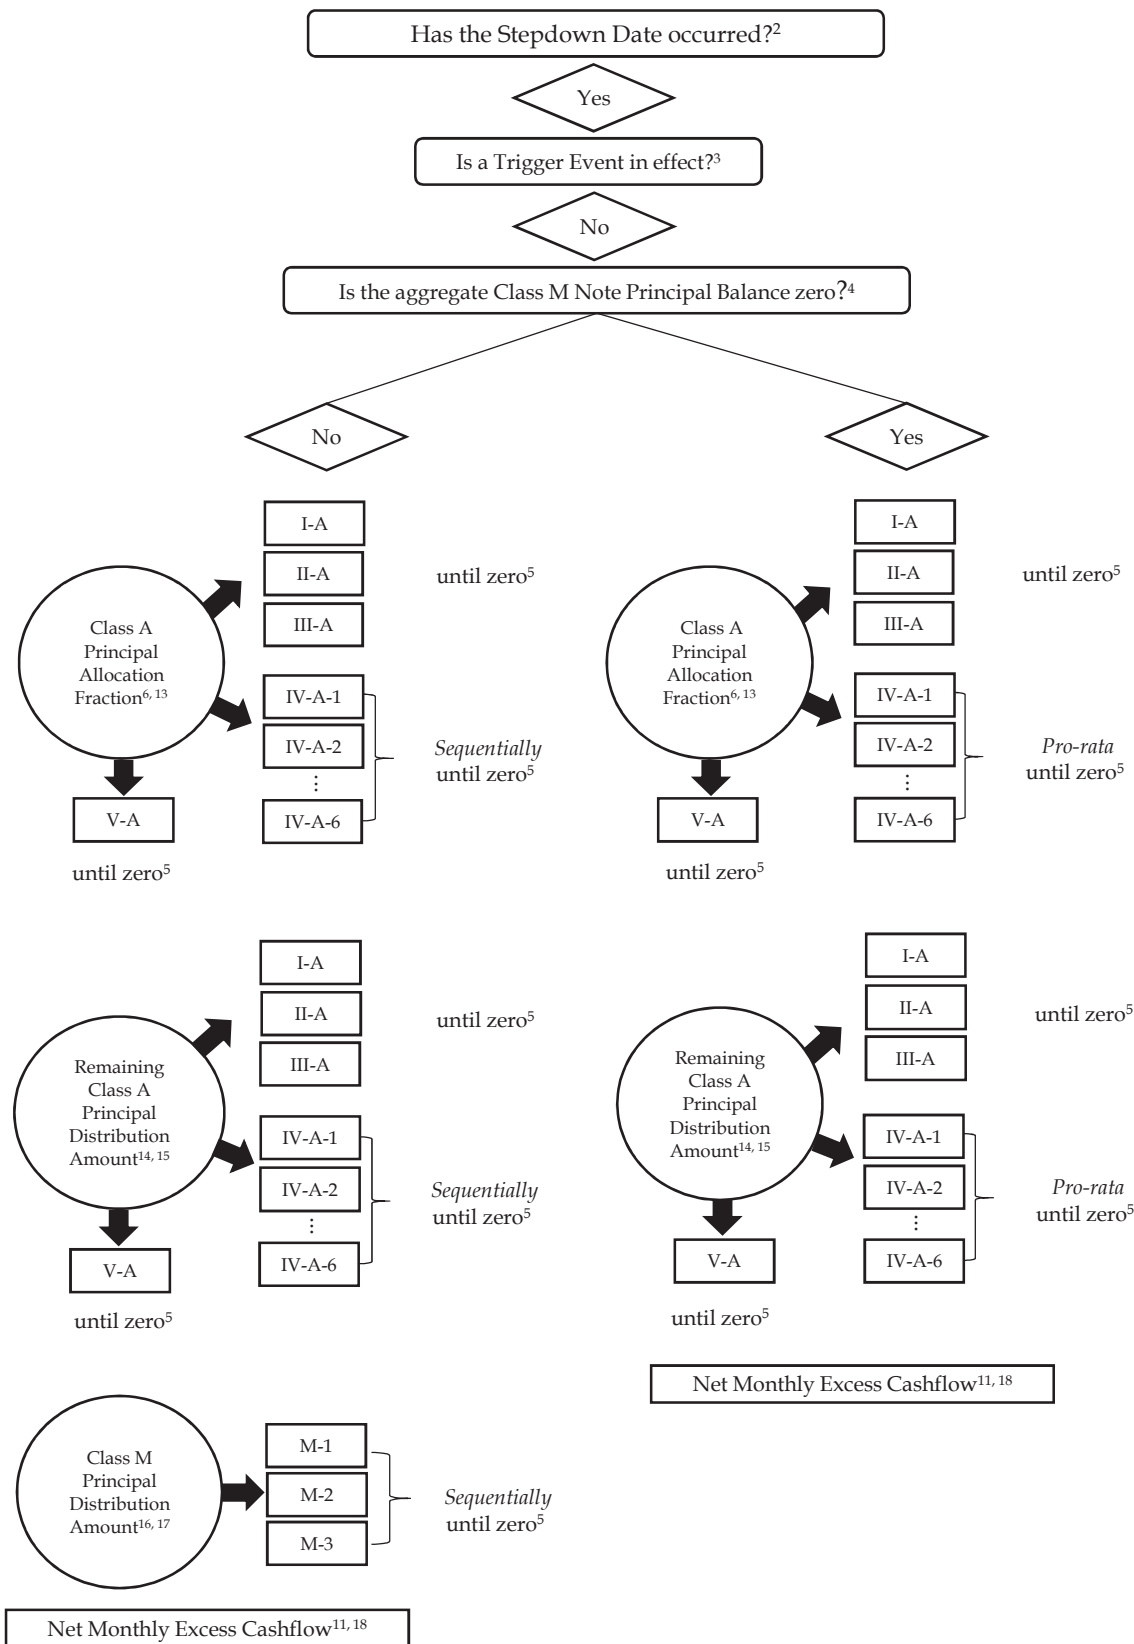 Has the Stepdown Date occurred?²
Yes
Is a Trigger Event in effect?³
No
Is the aggregate Class M Note Principal Balance zero?⁴
No
I-A
II-A
III-A
until zero⁵
Class A
Principal
Allocation
Fraction⁶, ¹³
IV-A-1
IV-A-2
⋮
IV-A-6
Sequentially
until zero⁵
V-A
until zero⁵
I-A
II-A
III-A
until zero⁵
Remaining
Class A
Principal
Distribution
Amount¹⁴, ¹⁵
IV-A-1
IV-A-2
⋮
IV-A-6
Sequentially
until zero⁵
V-A
until zero⁵
Class M
Principal
Distribution
Amount¹⁶, ¹⁷
M-1
M-2
M-3
Sequentially
until zero⁵
Net Monthly Excess Cashflow¹¹, ¹⁸
Yes
I-A
II-A
III-A
until zero⁵
Class A
Principal
Allocation
Fraction⁶, ¹³
IV-A-1
IV-A-2
⋮
IV-A-6
Pro-rata
until zero⁵
V-A
until zero⁵
I-A
II-A
III-A
until zero⁵
Remaining
Class A
Principal
Distribution
Amount¹⁴, ¹⁵
IV-A-1
IV-A-2
⋮
IV-A-6
Pro-rata
until zero⁵
V-A
until zero⁵
Net Monthly Excess Cashflow¹¹, ¹⁸